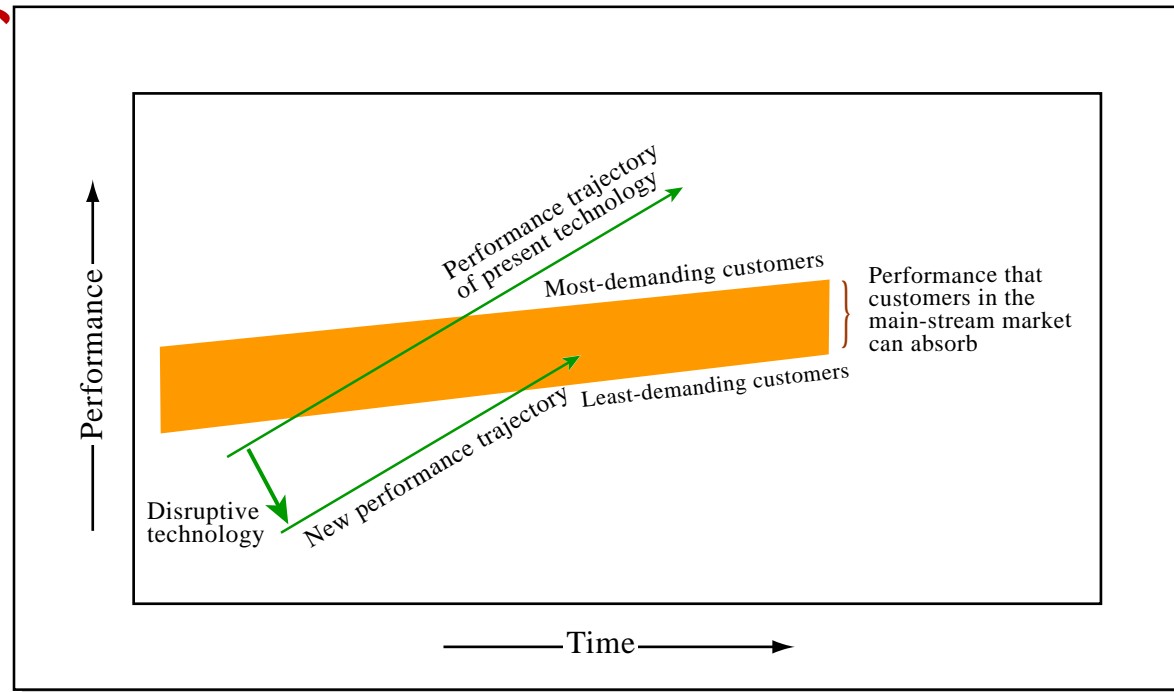 Performance trajectory
of present technology
Most-demanding customers
Performance that
customers in the
main-stream market
can absorb
Performance
Least-demanding customers
New performance trajectory
Disruptive
technology
Time